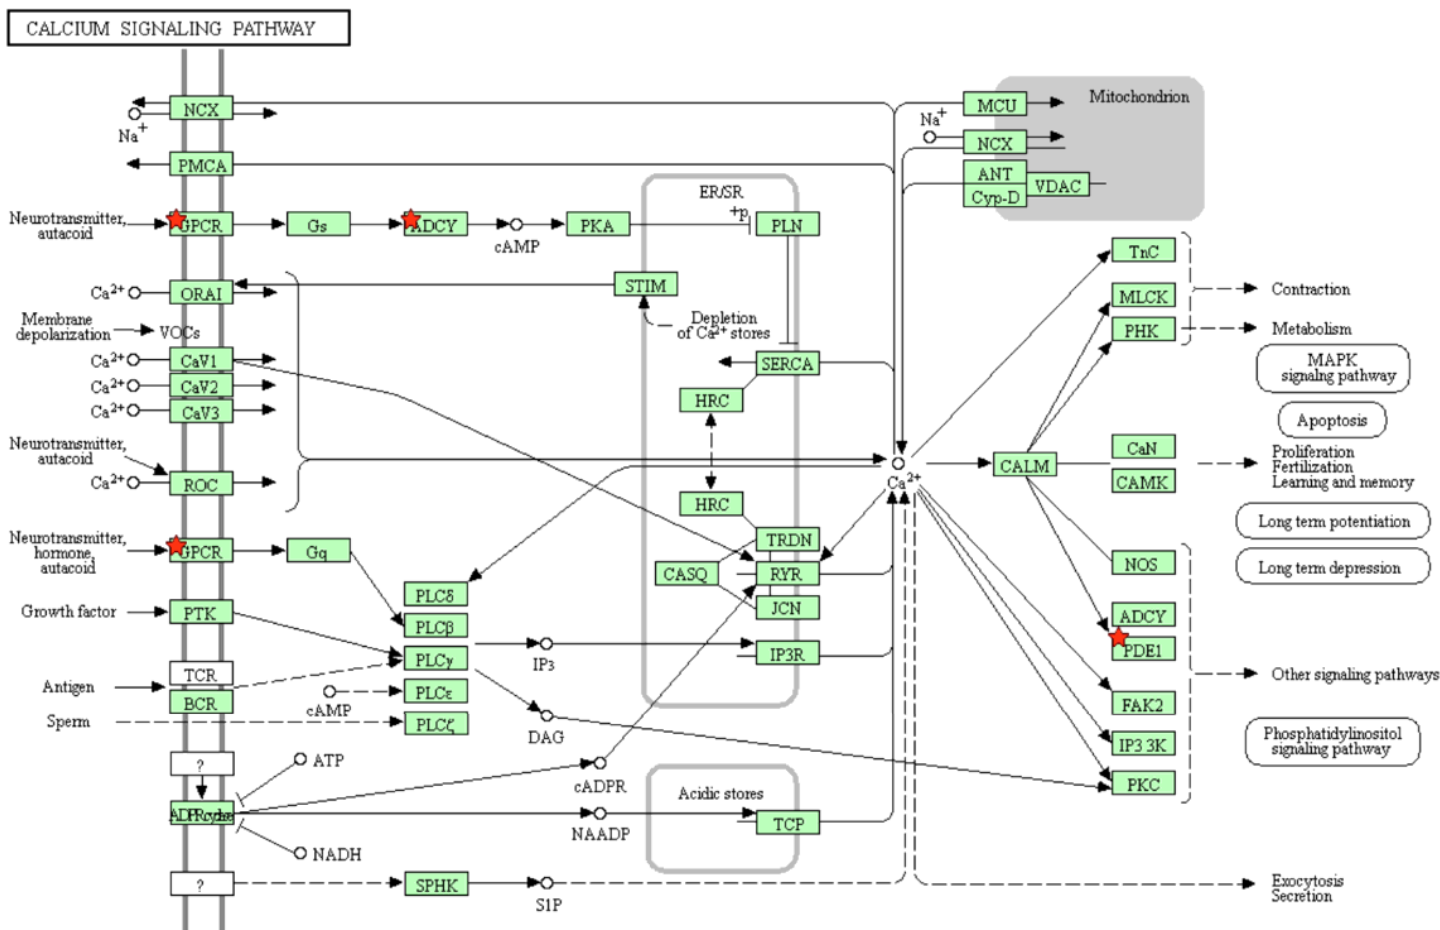 CALCIUM SIGNALING PATHWAY
NCX
Na+
PMCA
Neurotransmitter,
autacoid
GPCR
Gs
ADCY
cAMP
PKA
ER/SR
+p
PLN
MCU
Mitochondrion
Na+
NCX
ANT
Cyp-D
VDAC
Ca2+
ORAI
STIM
Depletion
of Ca2+ stores
Membrane
depolarization
VOCs
Ca2+
CaV1
Ca2+
CaV2
Ca2+
CaV3
SERCA
HRC
Neurotransmitter,
autacoid
Ca2+
ROC
HRC
TRDN
CASQ
RYR
JCN
IP3R
Neurotransmitter,
hormone,
autacoid
GPCR
Gq
Growth factor
PTK
PLCδ
PLCβ
PLCγ
PLCε
PLCζ
IP3
DAG
Antigen
TCR
BCR
cAMP
Sperm
?
ATP
cADPR
NAADP
NADH
Acidic stores
TCP
?
SPHK
S1P
Ca2+
CALM
TnC
MLCK
PHK
CaN
CAMK
NOS
ADCY
PDE1
FAK2
IP3 3K
PKC
Contraction
Metabolism
MAPK
signalng pathway
Apoptosis
Proliferation
Fertilization
Learning and memory
Long term potentiation
Long term depression
Other signaling pathways
Phosphatidylinositol
signaling pathway
Exocytosis
Secretion